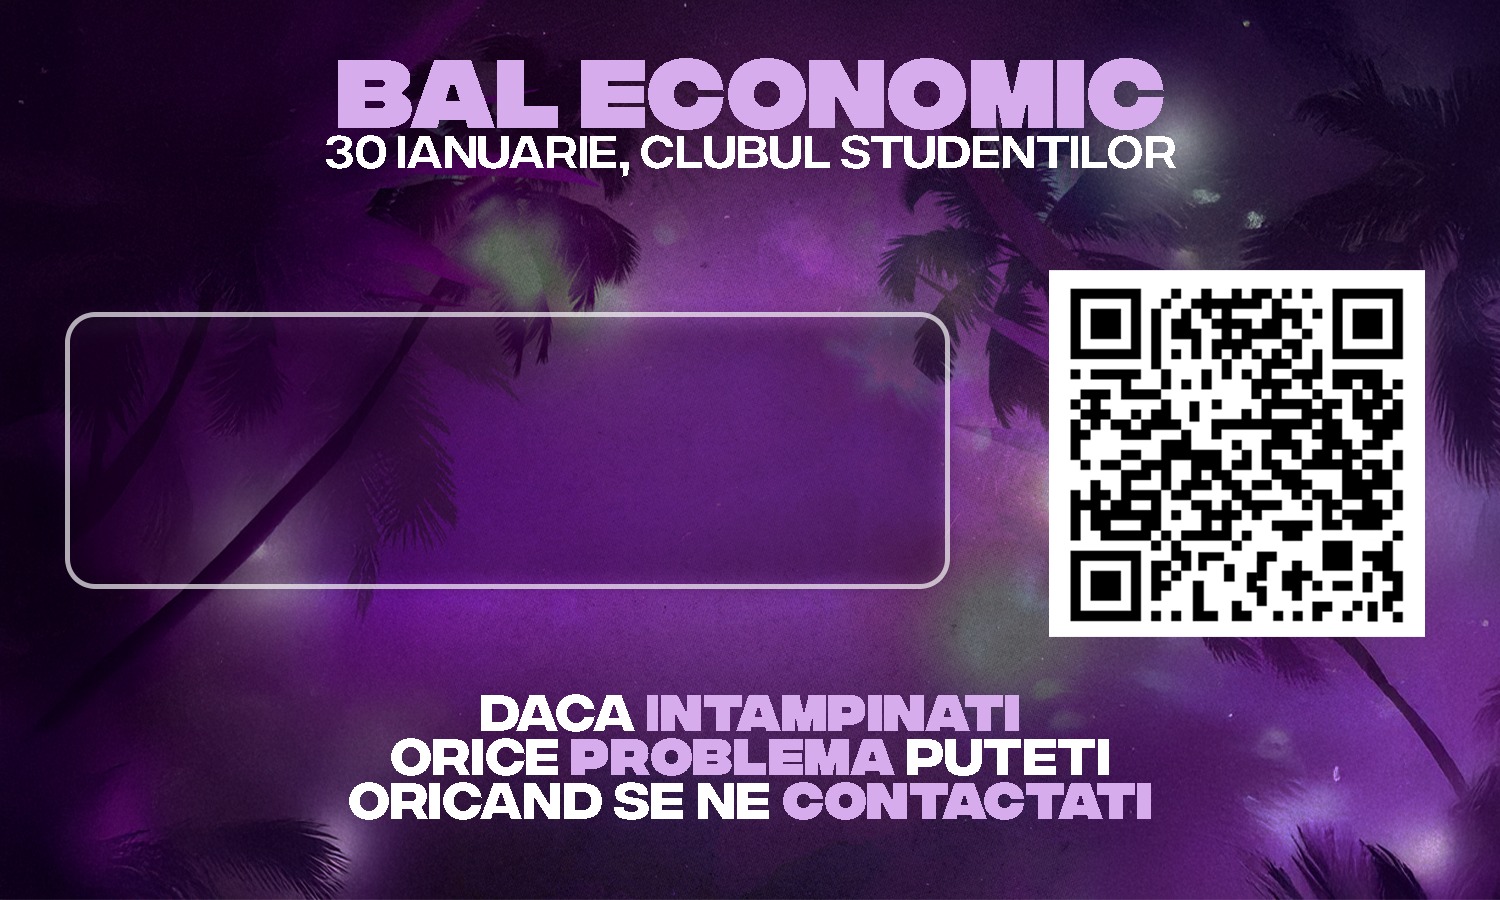 BAL ECONOMIC
30 IANUARIE, CLUBUL STUDENTILOR
DACA INTAMPINATI
ORICE PROBLEMA PUTETI
ORICAND SE NE CONTACTATI